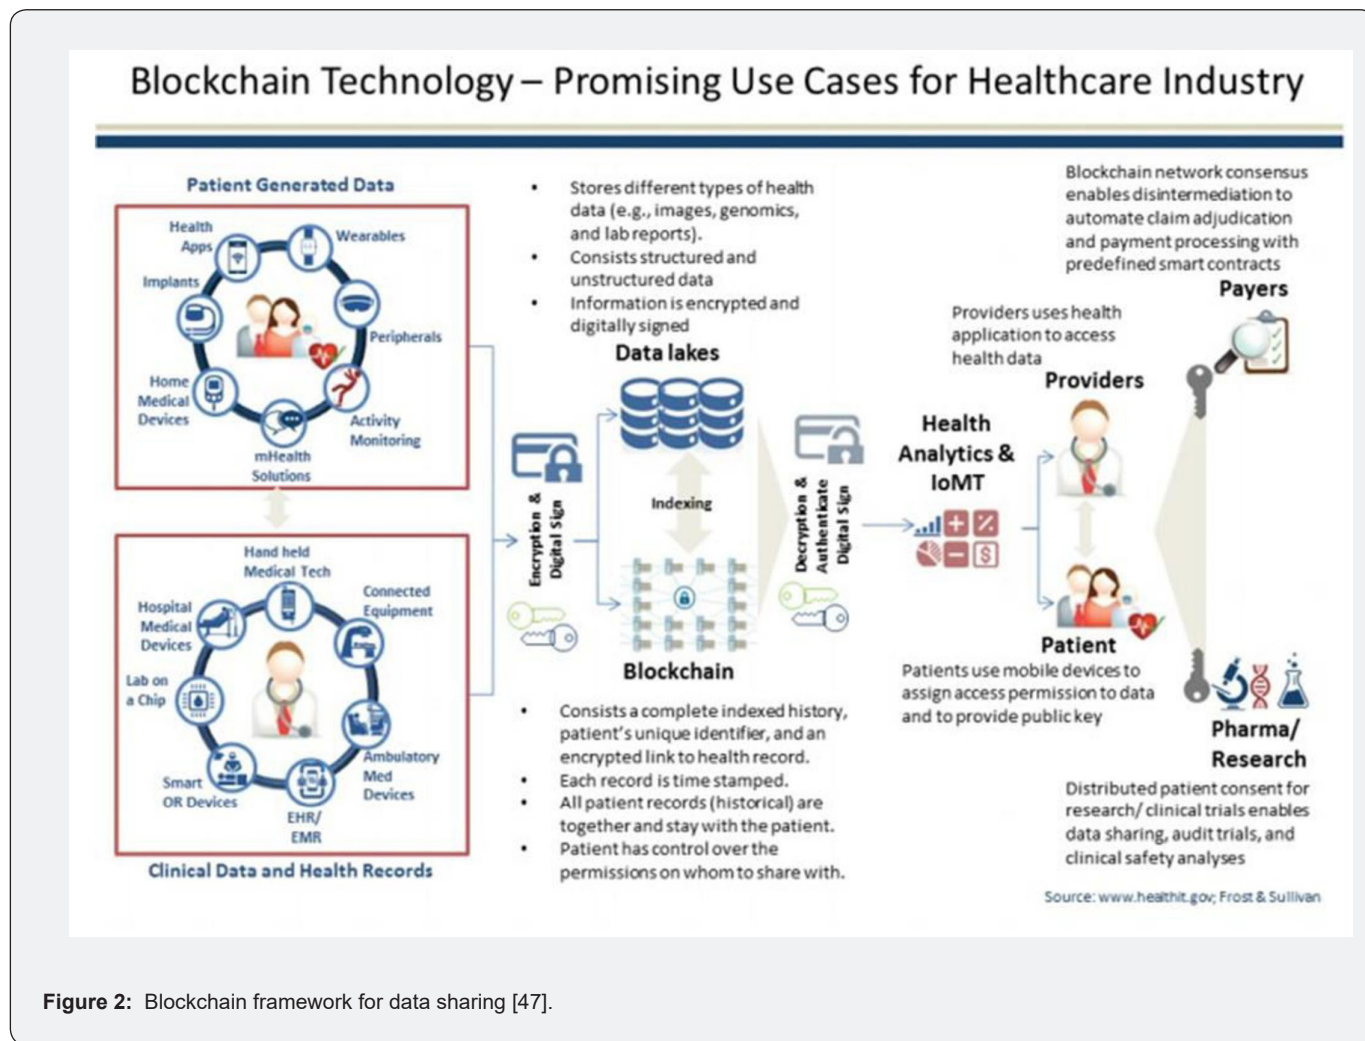 Blockchain Technology – Promising Use Cases for Healthcare Industry
Patient Generated Data
Health
Apps
Wearables
Implants
Peripherals
Home
Medical
Devices
Activity
Monitoring
mHealth
Solutions
Hand held
Medical Tech
Connected
Equipment
Hospital
Medical
Devices
Lab on
a Chip
Smart
OR Devices
Ambulatory
Med
Devices
EHR/
EMR
Clinical Data and Health Records
Encryption &
Digital Sign
• Stores different types of health
data (e.g., images, genomics,
and lab reports).
• Consists structured and
unstructured data
• Information is encrypted and
digitally signed
Data lakes
Indexing
Blockchain
• Consists a complete indexed history,
patient's unique identifier, and an
encrypted link to health record.
• Each record is time stamped.
• All patient records (historical) are
together and stay with the patient.
• Patient has control over the
permissions on whom to share with.
Decryption &
Authenticate
Digital Sign
Health
Analytics &
IoMT
Providers uses health
application to access
health data
Providers
Patient
Patients use mobile devices to
assign access permission to data
and to provide public key
Blockchain network consensus
enables disintermediation to
automate claim adjudication
and payment processing with
predefined smart contracts
Payers
Pharma/
Research
Distributed patient consent for
research/ clinical trials enables
data sharing, audit trials, and
clinical safety analyses
Source: www.healthit.gov; Frost & Sullivan
Figure 2: Blockchain framework for data sharing [47].